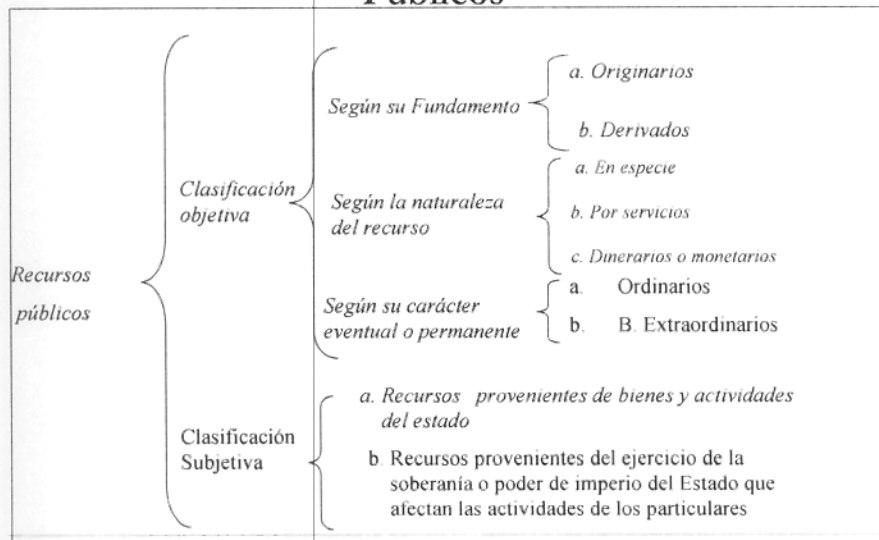 Públicos
a. Originarios
Según su Fundamento
b. Derivados
a. En especie
Clasificación
objetiva
Según la naturaleza
del recurso
b. Por servicios
c. Dinerarios o monetarios
Recursos
públicos
Según su carácter
eventual o permanente
a. Ordinarios
b. B. Extraordinarios
Clasificación
Subjetiva
a. Recursos provenientes de bienes y actividades
del estado
b. Recursos provenientes del ejercicio de la
soberanía o poder de imperio del Estado que
afectan las actividades de los particulares